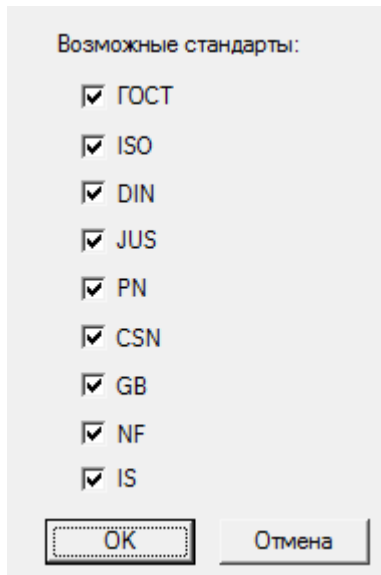 Возможные стандарты:
ГОСТ
ISO
DIN
JUS
PN
CSN
GB
NF
IS
OK Отмена